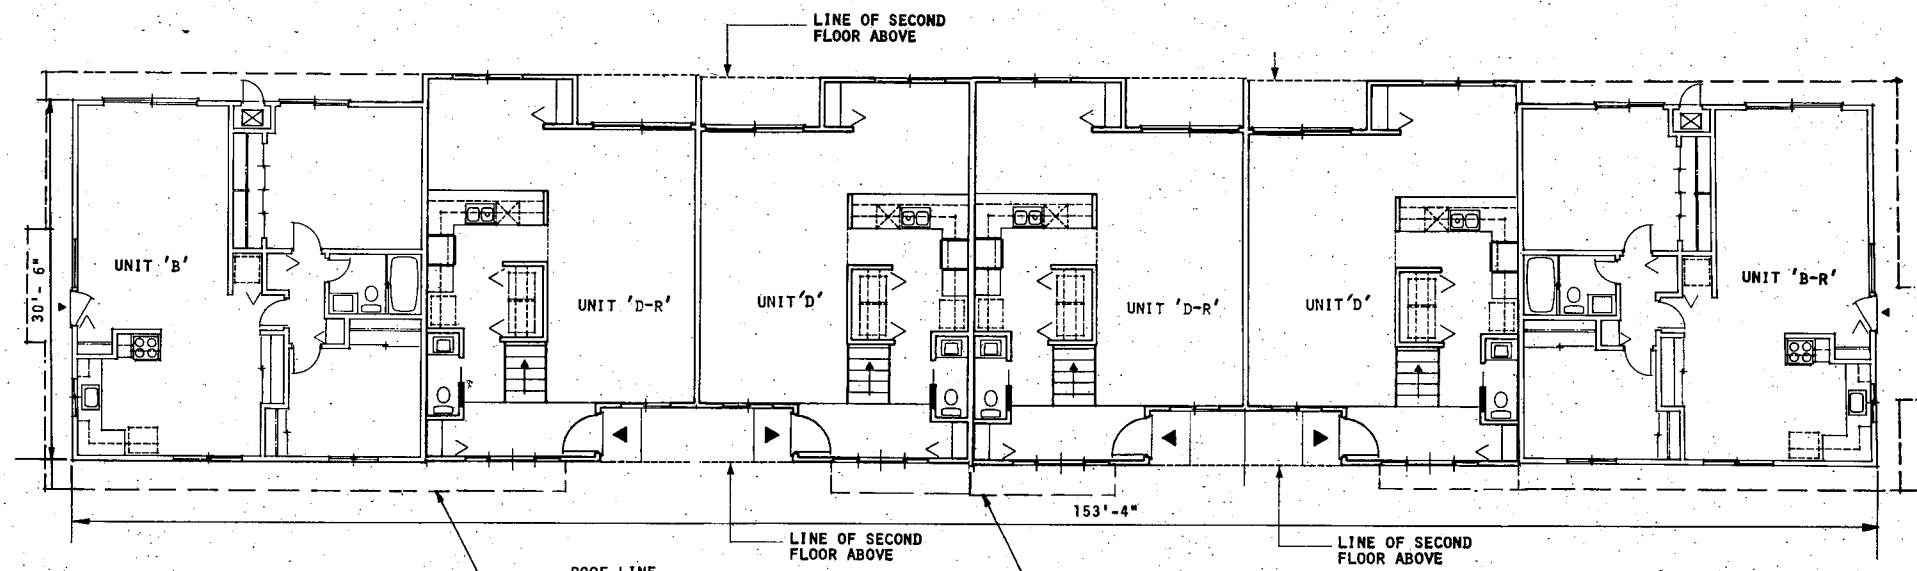 LINE OF SECOND
FLOOR ABOVE
30'-6"
UNIT 'B'
UNIT 'D-R'
UNIT 'D'
UNIT 'D-R'
UNIT 'D'
UNIT 'B-R'
153'-4"
LINE OF SECOND
FLOOR ABOVE
LINE OF SECOND
FLOOR ABOVE
ROOF LINE